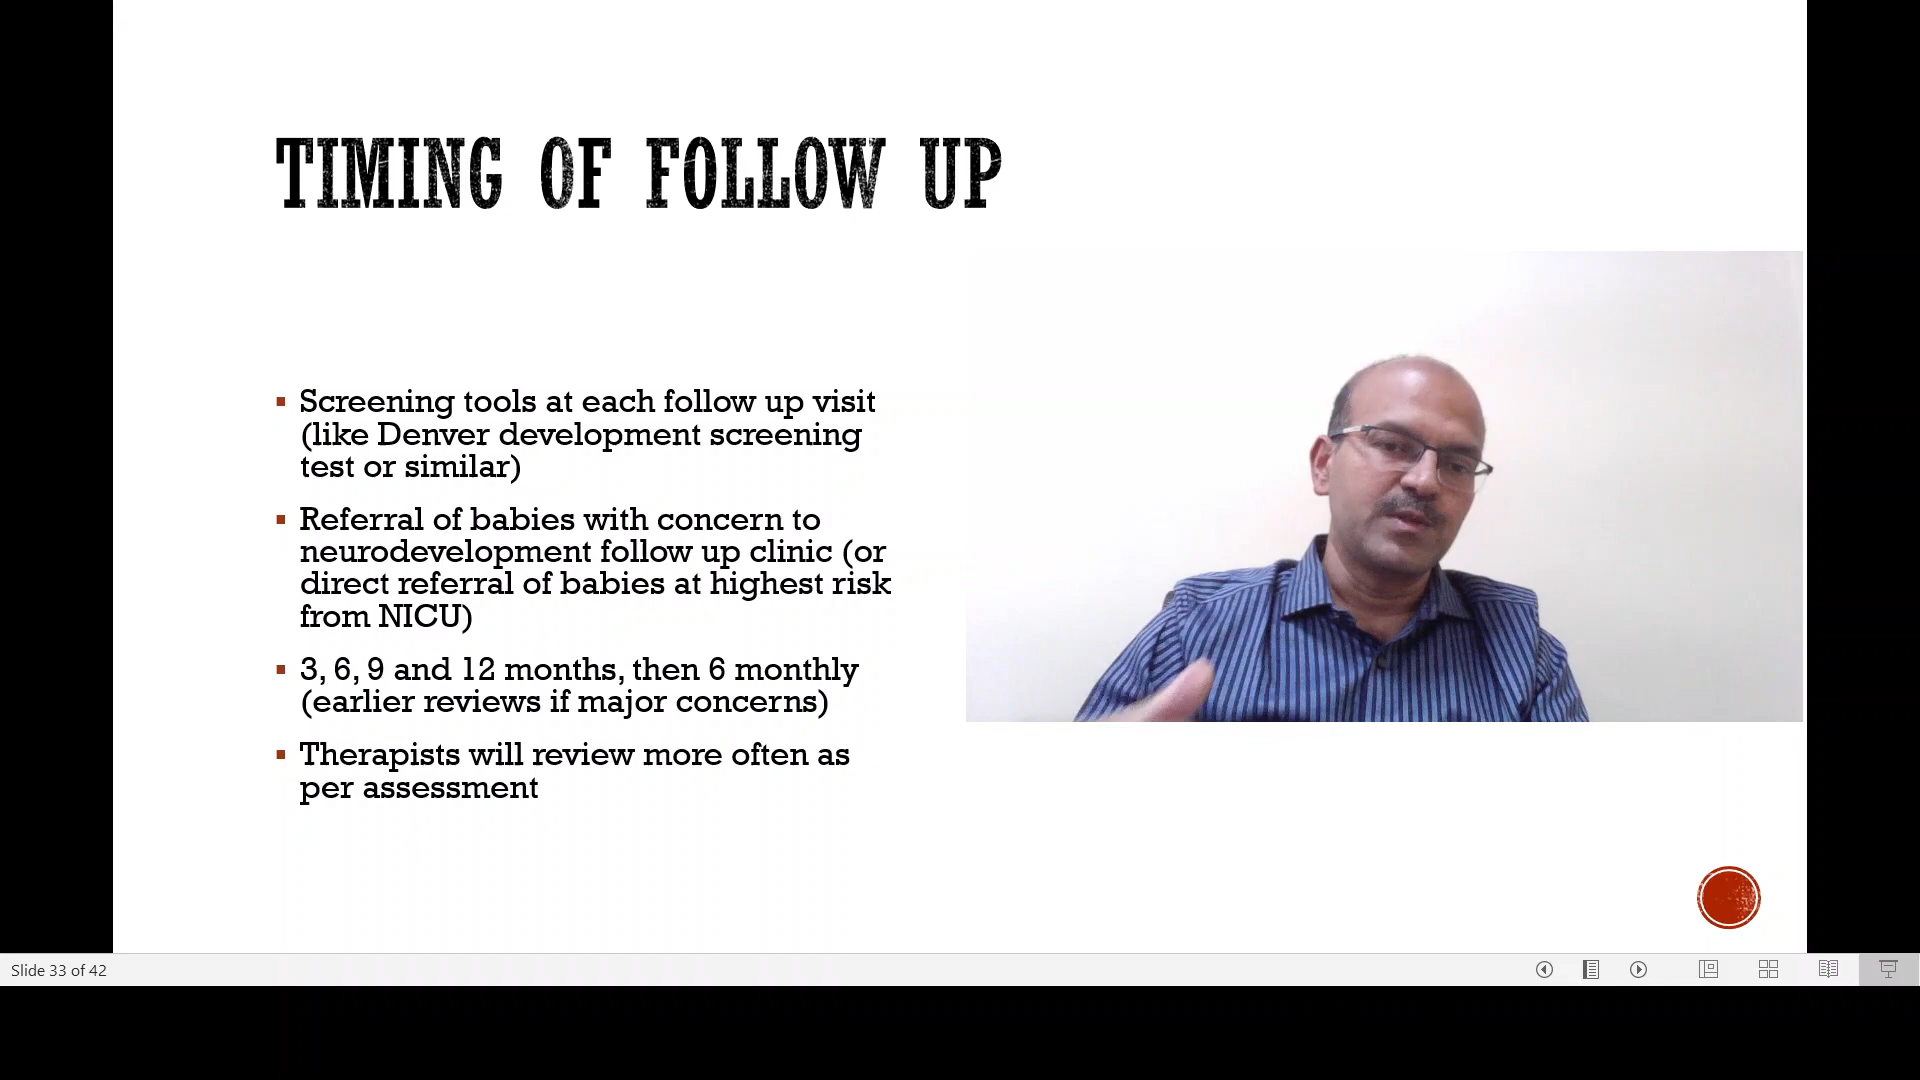 TIMING OF FOLLOW UP
▪ Screening tools at each follow up visit
(like Denver development screening
test or similar)
▪ Referral of babies with concern to
neurodevelopment follow up clinic (or
direct referral of babies at highest risk
from NICU)
▪ 3, 6, 9 and 12 months, then 6 monthly
(earlier reviews if major concerns)
▪ Therapists will review more often as
per assessment
Slide 33 of 42